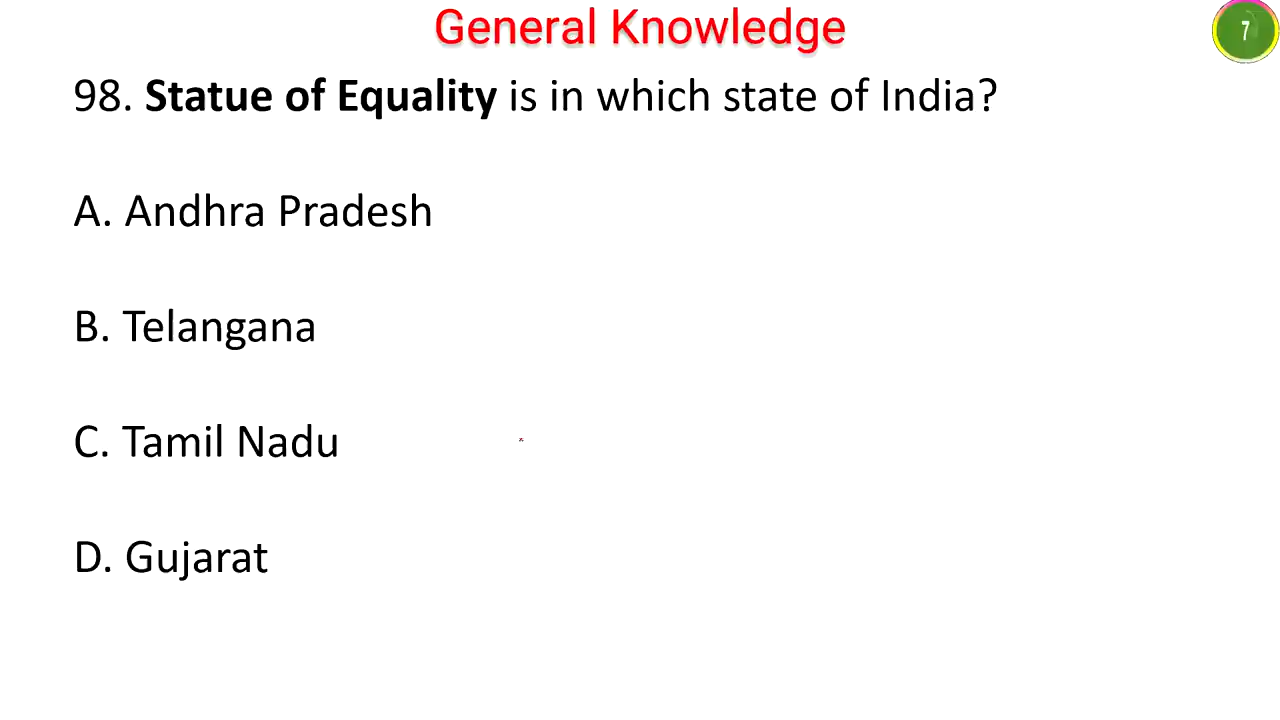 General Knowledge
7
98. Statue of Equality is in which state of India?
A. Andhra Pradesh
B. Telangana
C. Tamil Nadu
D. Gujarat